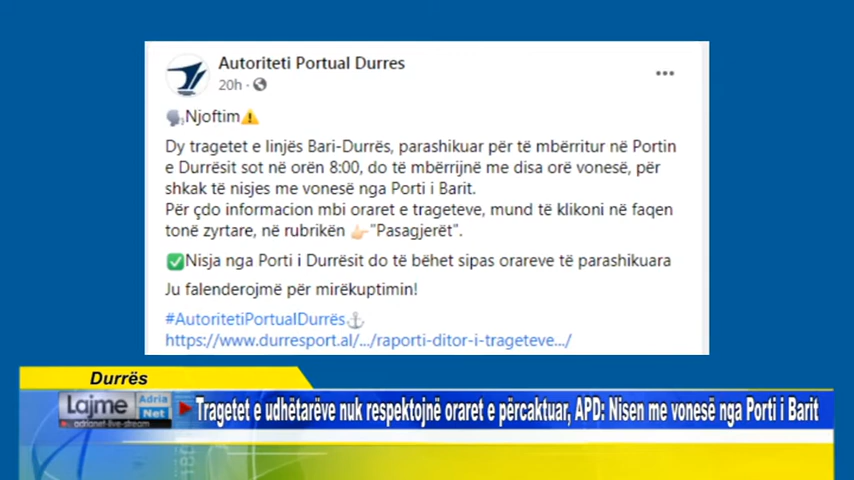 Autoriteti Portual Durres
20h
Njoftim
Dy tragetet e linjës Bari-Durrës, parashikuar për të mbërritur në Portin
e Durrësit sot në orën 8:00, do të mbërrijnë me disa orë vonesë, për
shkak të nisjes me vonesë nga Porti i Barit.
Për çdo informacion mbi oraret e trageteve, mund të klikoni në faqen
tonë zyrtare, në rubrikën 👉"Pasagjerët".
✅Nisja nga Porti i Durrësit do të bëhet sipas orareve të parashikuara
Ju falenderojmë për mirëkuptimin!
#AutoritetiPortualDurrës⚓
https://www.durresport.al/.../raporti-ditor-i-trageteve.../
Durrës
Lajme
Adria
Net
adrianet-live-stream
Tragetet e udhëtarëve nuk respektojnë oraret e përcaktuar, APD: Nisen me vonesë nga Porti i Barit